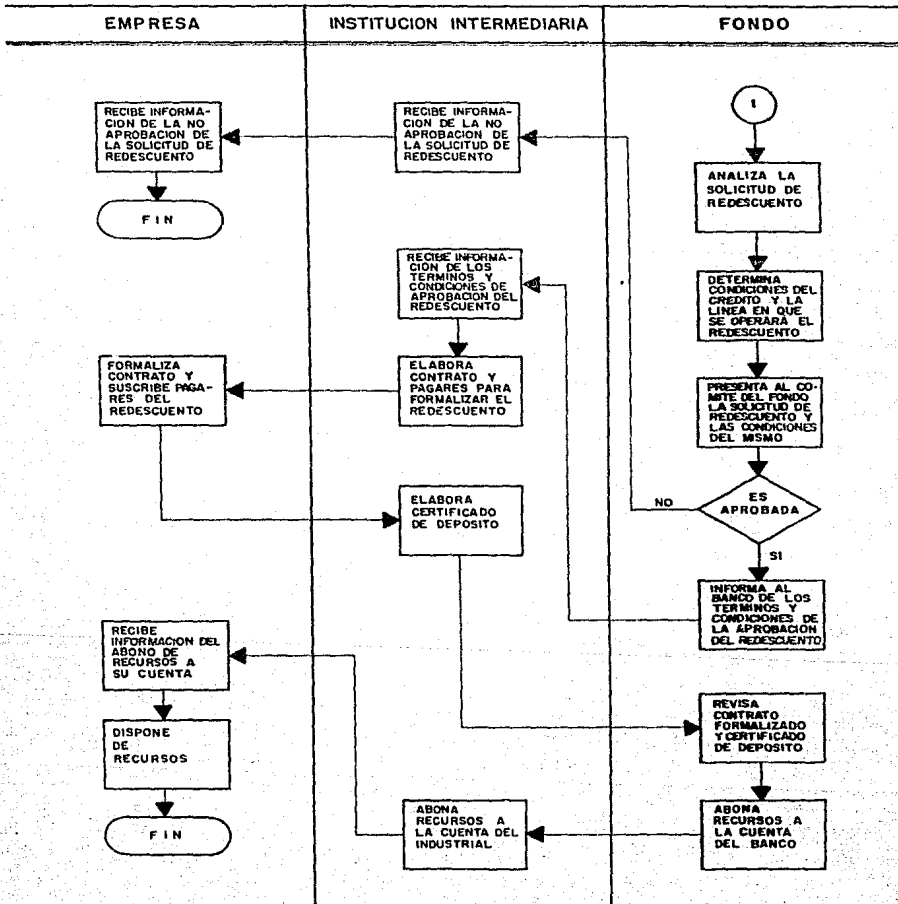 EMPRESA
INSTITUCION INTERMEDIARIA
FONDO
RECIBE INFORMA-
CION DE LA NO
APROBACION DE
LA SOLICITUD DE
REDESCUENTO
FIN
RECIBE INFORMA-
CION DE LA NO
APROBACION DE
LA SOLICITUD DE
REDESCUENTO
1
ANALIZA LA
SOLICITUD DE
REDESCUENTO
DETERMINA
CONDICIONES DEL
CREDITO Y LA
LINEA EN QUE
SE OPERARÁ EL
REDESCUENTO
PRESENTA AL CO-
MITE DEL FONDO
LA SOLICITUD DE
REDESCUENTO Y
LAS CONDICIONES
DEL MISMO
ES
APROBADA
NO
SI
INFORMA AL
BANCO DE LOS
TERMINOS Y
CONDICIONES DE
LA APROBACION
DEL REDESCUENTO
RECIBE INFORMA-
CION DE LOS
TERMINOS Y
CONDICIONES DE
APROBACION DEL
REDESCUENTO
ELABORA
CONTRATO Y
PAGARES PARA
FORMALIZAR EL
REDESCUENTO
FORMALIZA
CONTRATO Y
SUSCRIBE PAGA-
RES DEL
REDESCUENTO
ELABORA
CERTIFICADO
DE DEPOSITO
REVISA
CONTRATO
FORMALIZADO
Y CERTIFICADO
DE DEPOSITO
ABONA
RECURSOS A
LA CUENTA
DEL BANCO
ABONA
RECURSOS A
LA CUENTA DEL
INDUSTRIAL
RECIBE
INFORMACION DEL
ABONO DE
RECURSOS A
SU CUENTA
DISPONE
DE
RECURSOS
FIN